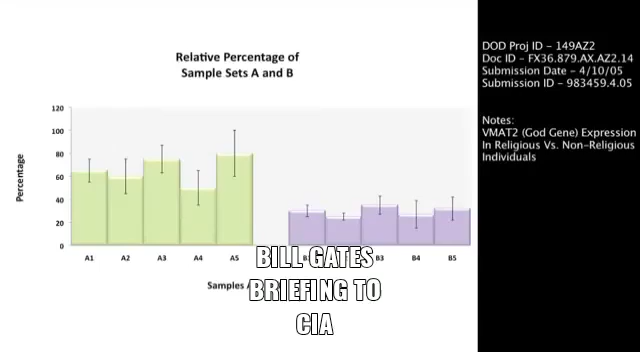 Relative Percentage of
Sample Sets A and B
DOD Proj ID – 149AZ2
Doc ID – FX36.879.AX.AZ2.14
Submission Date – 4/10/05
Submission ID – 983459.4.05
Notes:
VMAT2 (God Gene) Expression
In Religious Vs. Non-Religious
Individuals
Percentage
120
100
80
60
40
20
0
A1 A2 A3 A4 A5 B3 B4 B5
Samples
BILL GATES
BRIEFING TO
CIA